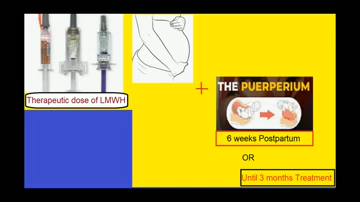 Therapeutic dose of LMWH
+
THE PUERPERIUM
6 weeks Postpartum
OR
Until 3 months Treatment